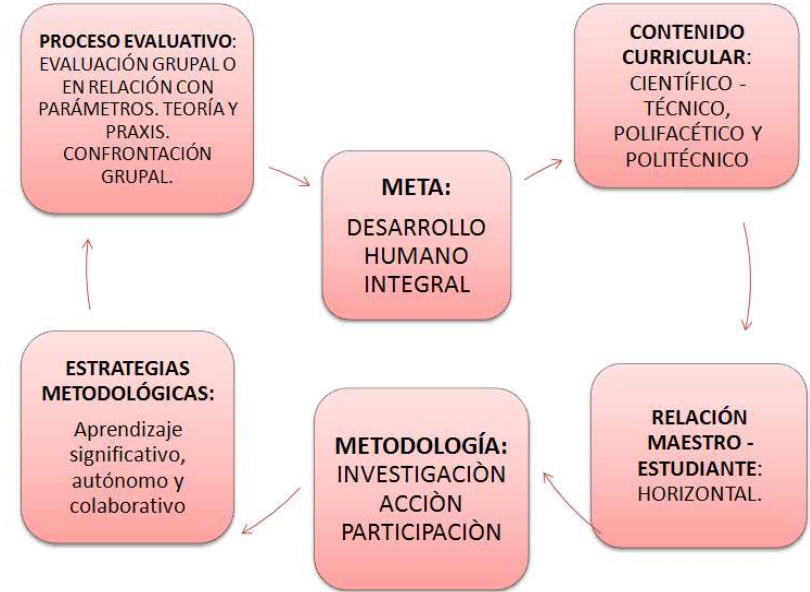 PROCESO EVALUATIVO:
EVALUACIÓN GRUPAL O
EN RELACIÓN CON
PARÁMETROS. TEORÍA Y
PRAXIS.
CONFRONTACIÓN
GRUPAL.
META:
DESARROLLO
HUMANO
INTEGRAL
CONTENIDO
CURRICULAR:
CIENTÍFICO -
TÉCNICO,
POLIFACÉTICO Y
POLITÉCNICO
RELACIÓN
MAESTRO -
ESTUDIANTE:
HORIZONTAL.
METODOLOGÍA:
INVESTIGACIÒN
ACCIÒN
PARTICIPACIÒN
ESTRATEGIAS
METODOLÓGICAS:
Aprendizaje
significativo,
autónomo y
colaborativo